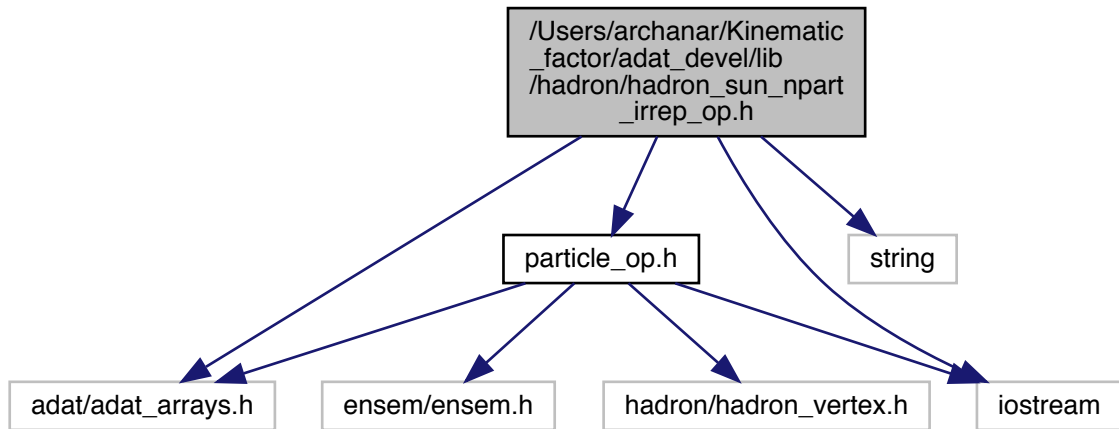 /Users/archanar/Kinematic
_factor/adat_devel/lib
/hadron/hadron_sun_npart
_irrep_op.h
particle_op.h
string
adat/adat_arrays.h
ensem/ensem.h
hadron/hadron_vertex.h
iostream